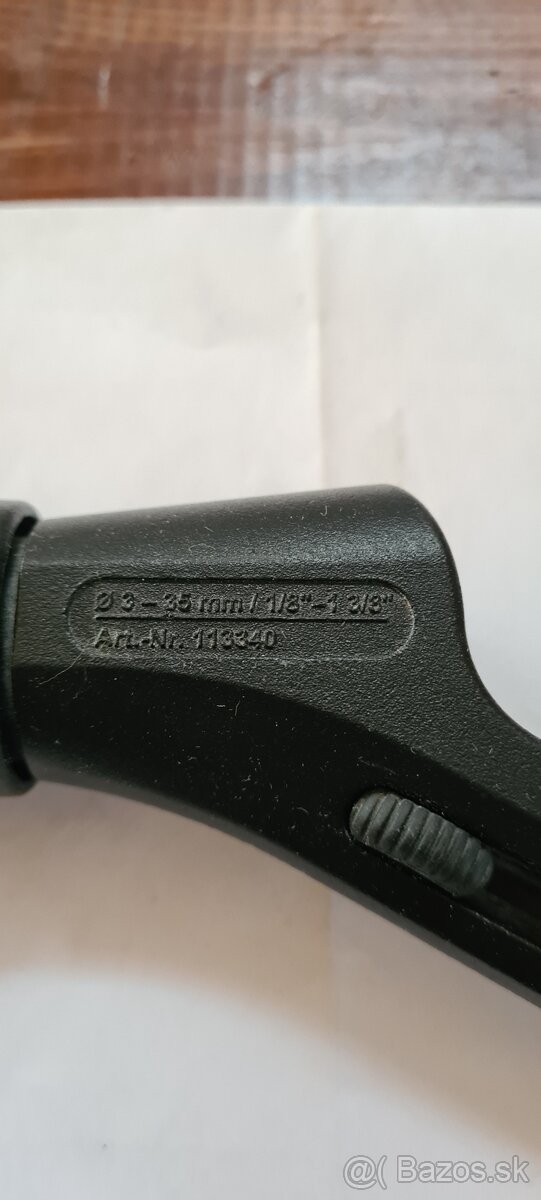 Ø 3 – 35 mm / 1/8"–1 3/8"
Art.-Nr. 113340
@( Bazos.sk